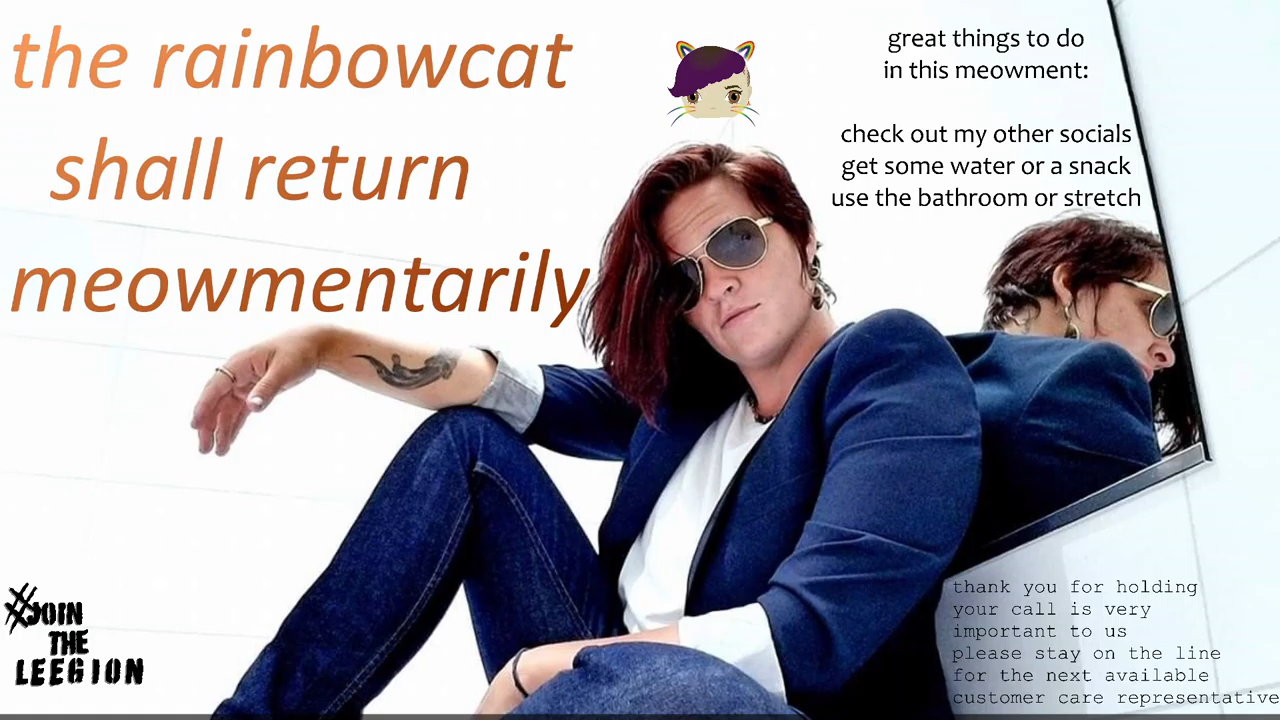 the rainbowcat
shall return
meowmentarily
great things to do
in this meowment:
check out my other socials
get some water or a snack
use the bathroom or stretch
#JOIN
THE
LEEGION
thank you for holding
your call is very
important to us
please stay on the line
for the next available
customer care representative